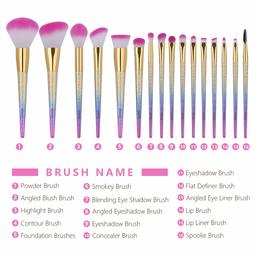 1 2 3 4 5 6 7 8 9 10 11 12 13 14 15 16
BRUSH NAME
1 Powder Brush
2 Angled Blush Brush
3 Highlight Brush
4 Contour Brush
5 Foundation Brushes
6 Smokey Brush
7 Blending Eye Shadow Brush
8 Angled Eyeshadow Brush
9 Eyeshadow Brush
10 Concealer Brush
11 Eyeshadow Brush
12 Flat Definer Brush
13 Angled Eye Liner Brush
14 Lip Brush
15 Lip Liner Brush
16 Spoolie Brush